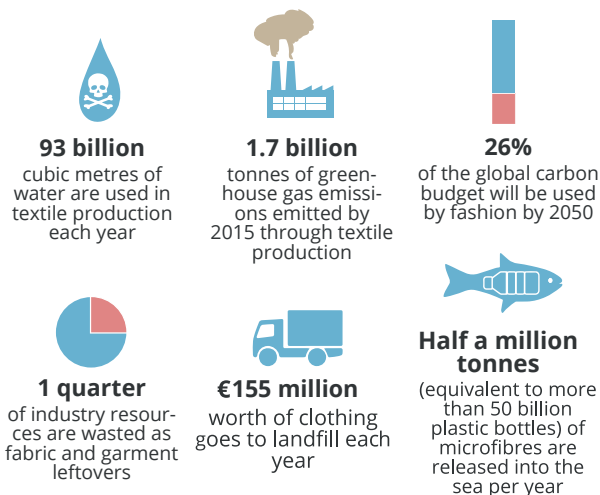 93 billion
cubic metres of
water are used in
textile production
each year
1.7 billion
tonnes of green-
house gas emissi-
ons emitted by
2015 through textile
production
26%
of the global carbon
budget will be used
by fashion by 2050
1 quarter
of industry resour-
ces are wasted as
fabric and garment
leftovers
€155 million
worth of clothing
goes to landfill each
year
Half a million
tonnes
(equivalent to more
than 50 billion
plastic bottles) of
microfibres are
released into the
sea per year